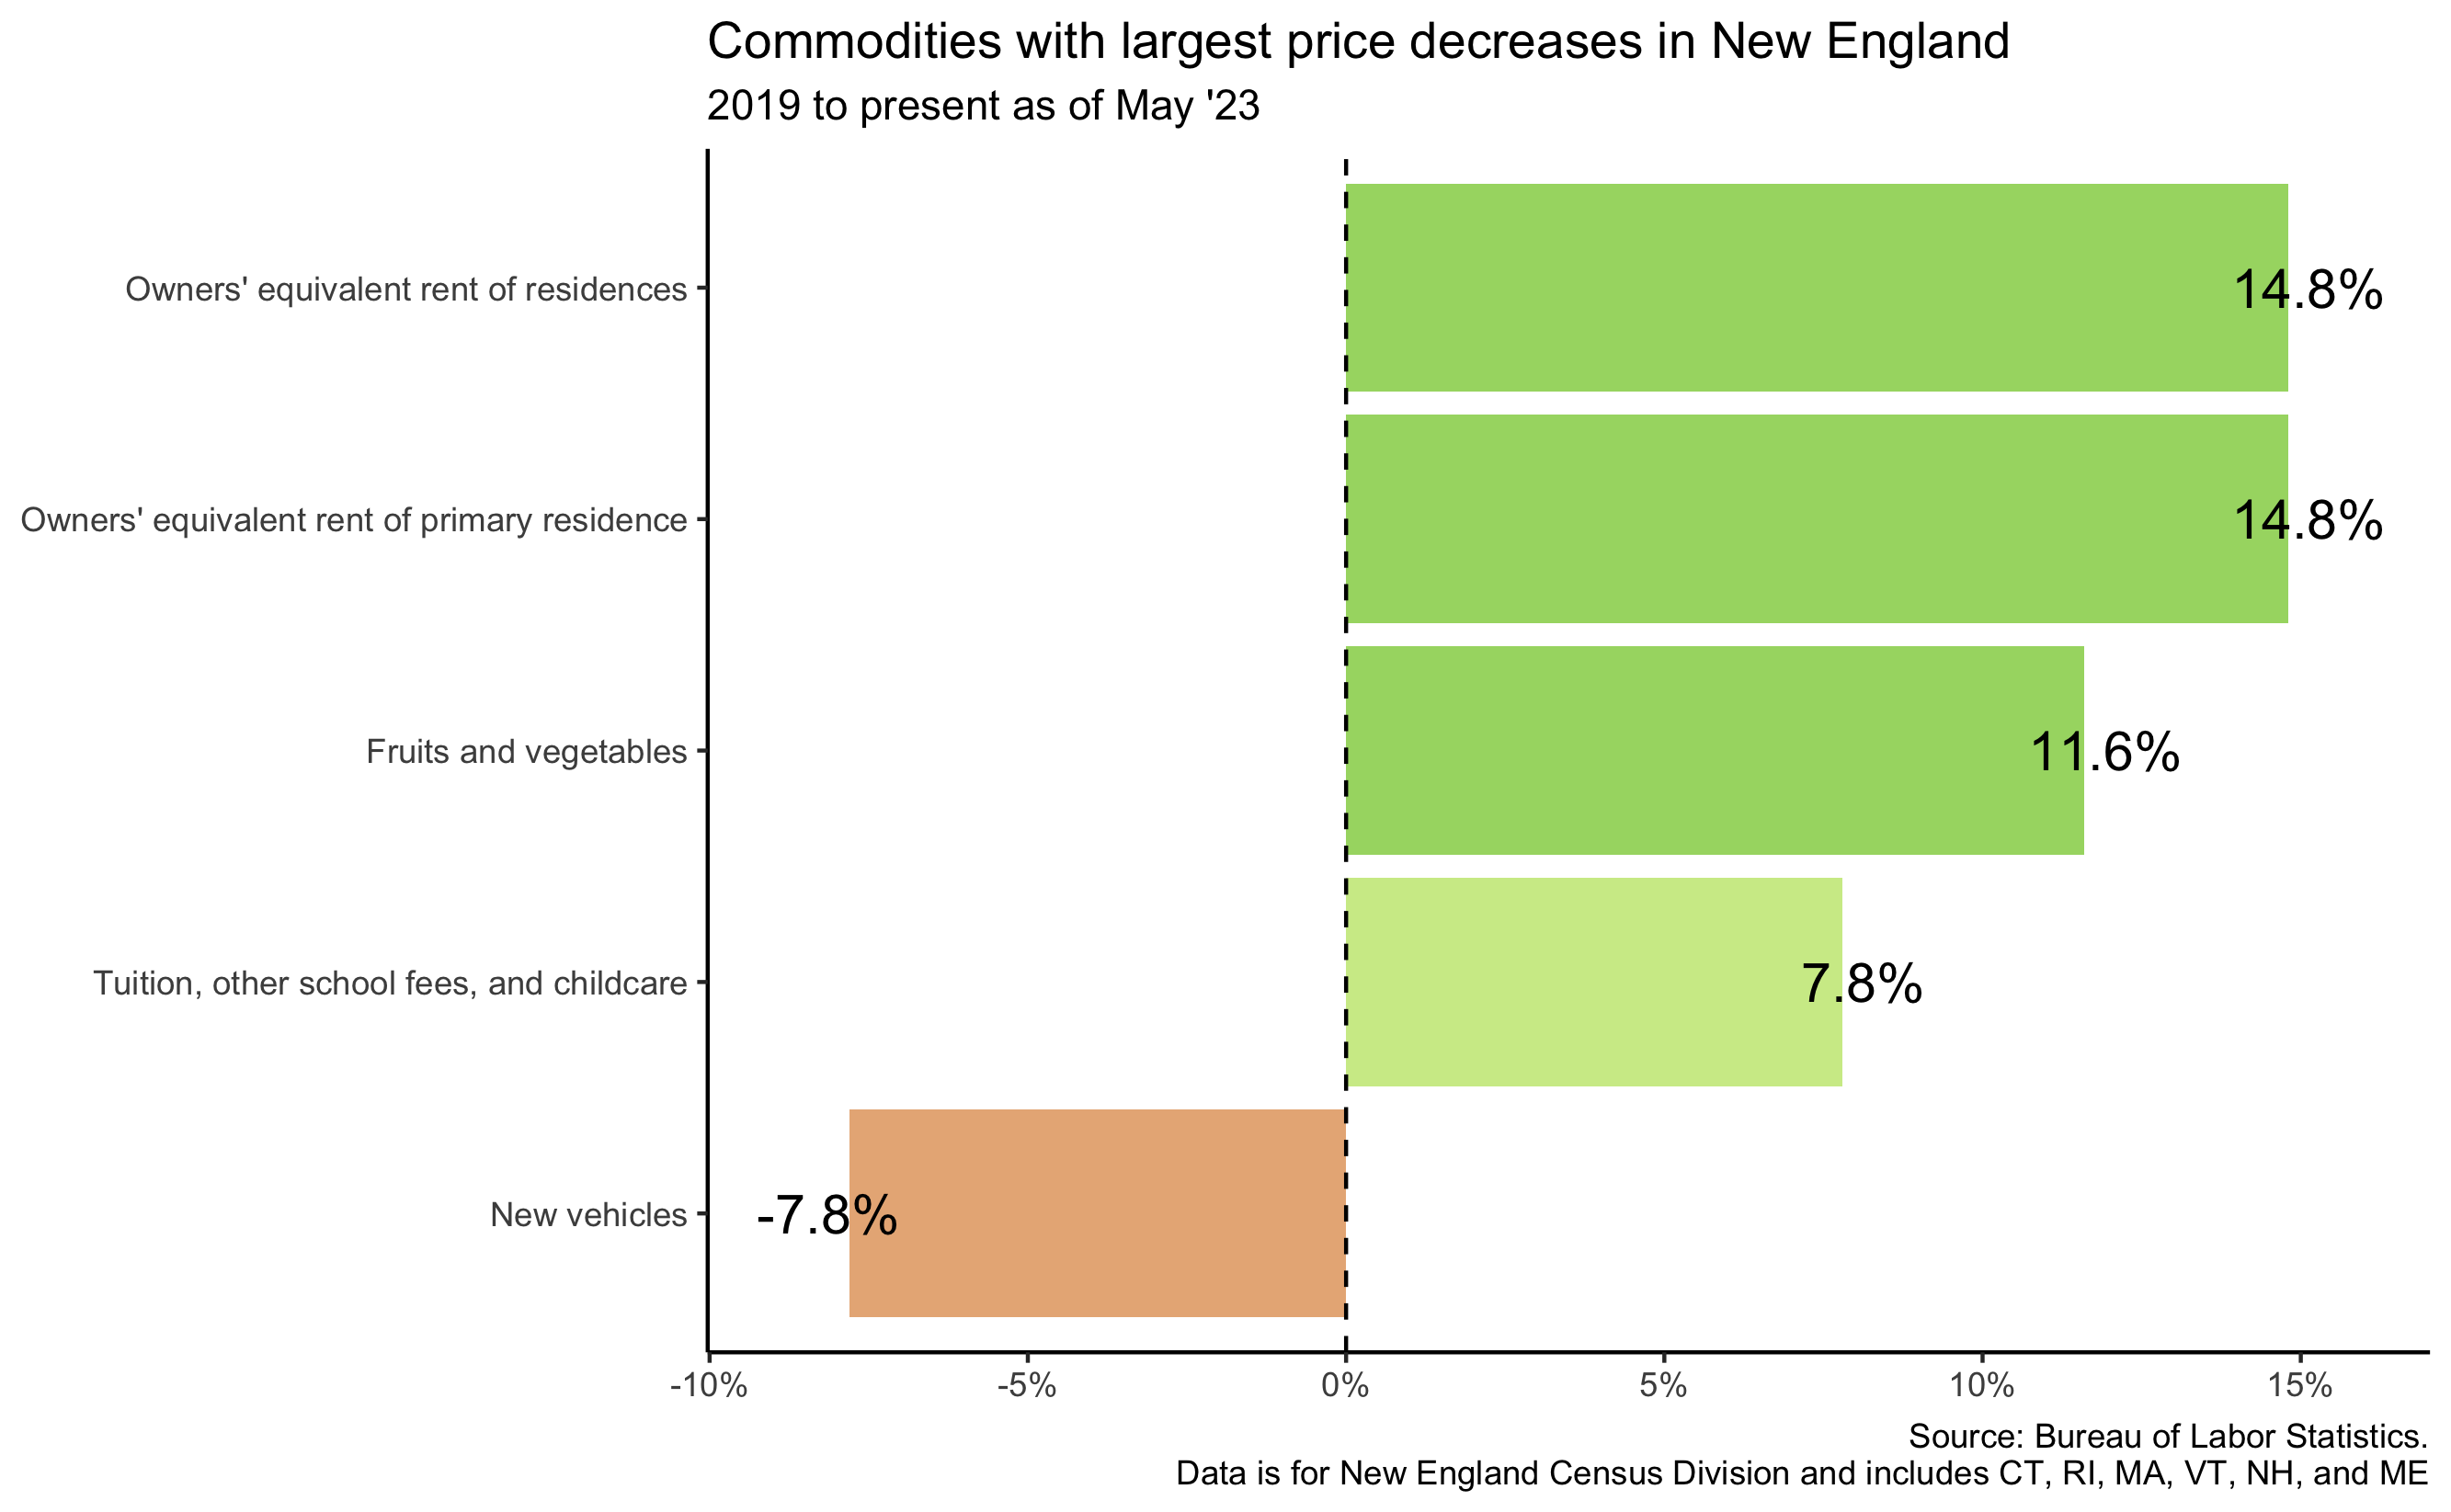 Commodities with largest price decreases in New England
2019 to present as of May '23
Owners' equivalent rent of residences
14.8%
Owners' equivalent rent of primary residence
14.8%
Fruits and vegetables
11.6%
Tuition, other school fees, and childcare
7.8%
New vehicles
-7.8%
-10% -5% 0% 5% 10% 15%
Source: Bureau of Labor Statistics.
Data is for New England Census Division and includes CT, RI, MA, VT, NH, and ME